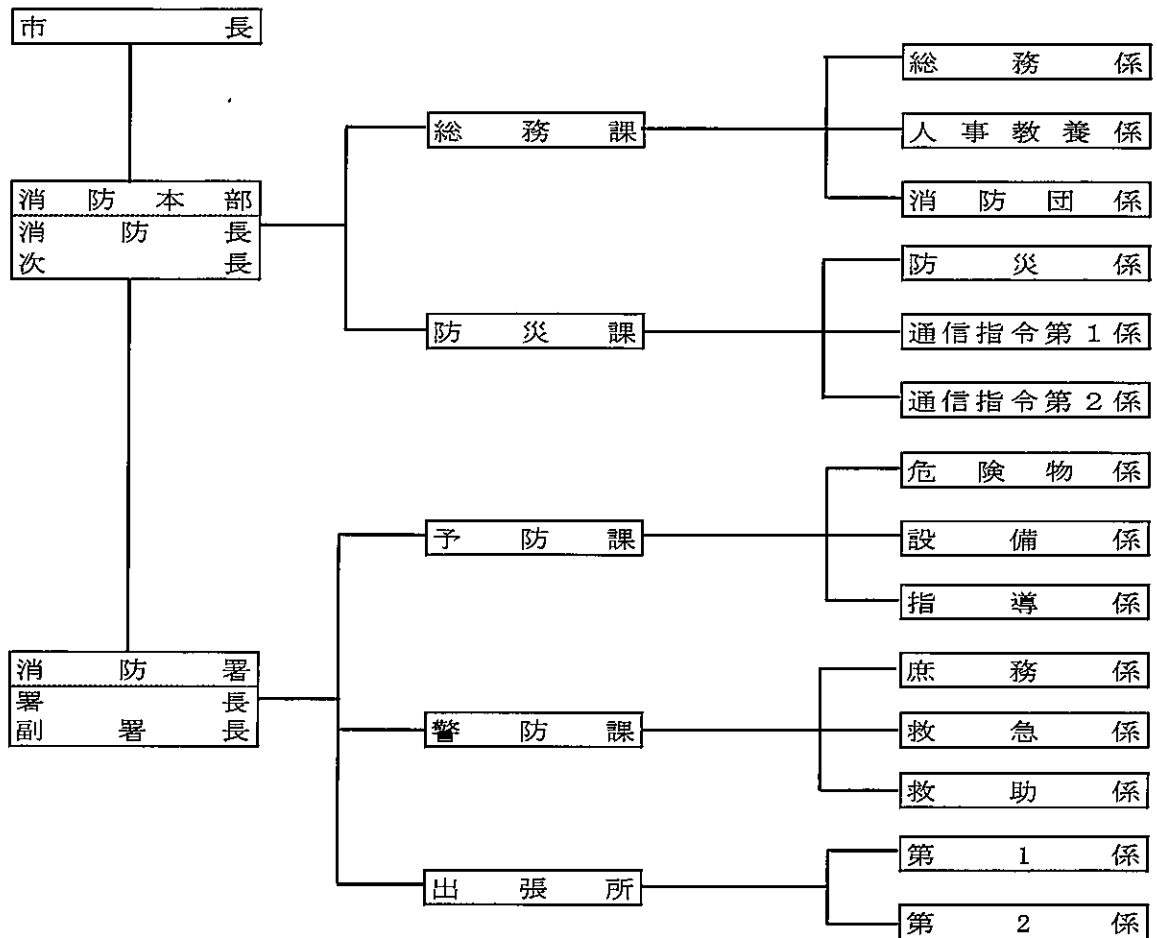 市長
消防本部
消防長
次長
総務課
総務係
人事教養係
消防団係
防災課
防災係
通信指令第1係
通信指令第2係
消防署
署長
副署長
予防課
危険物係
設備係
指導係
警防課
庶務係
救急係
救助係
出張所
第1係
第2係